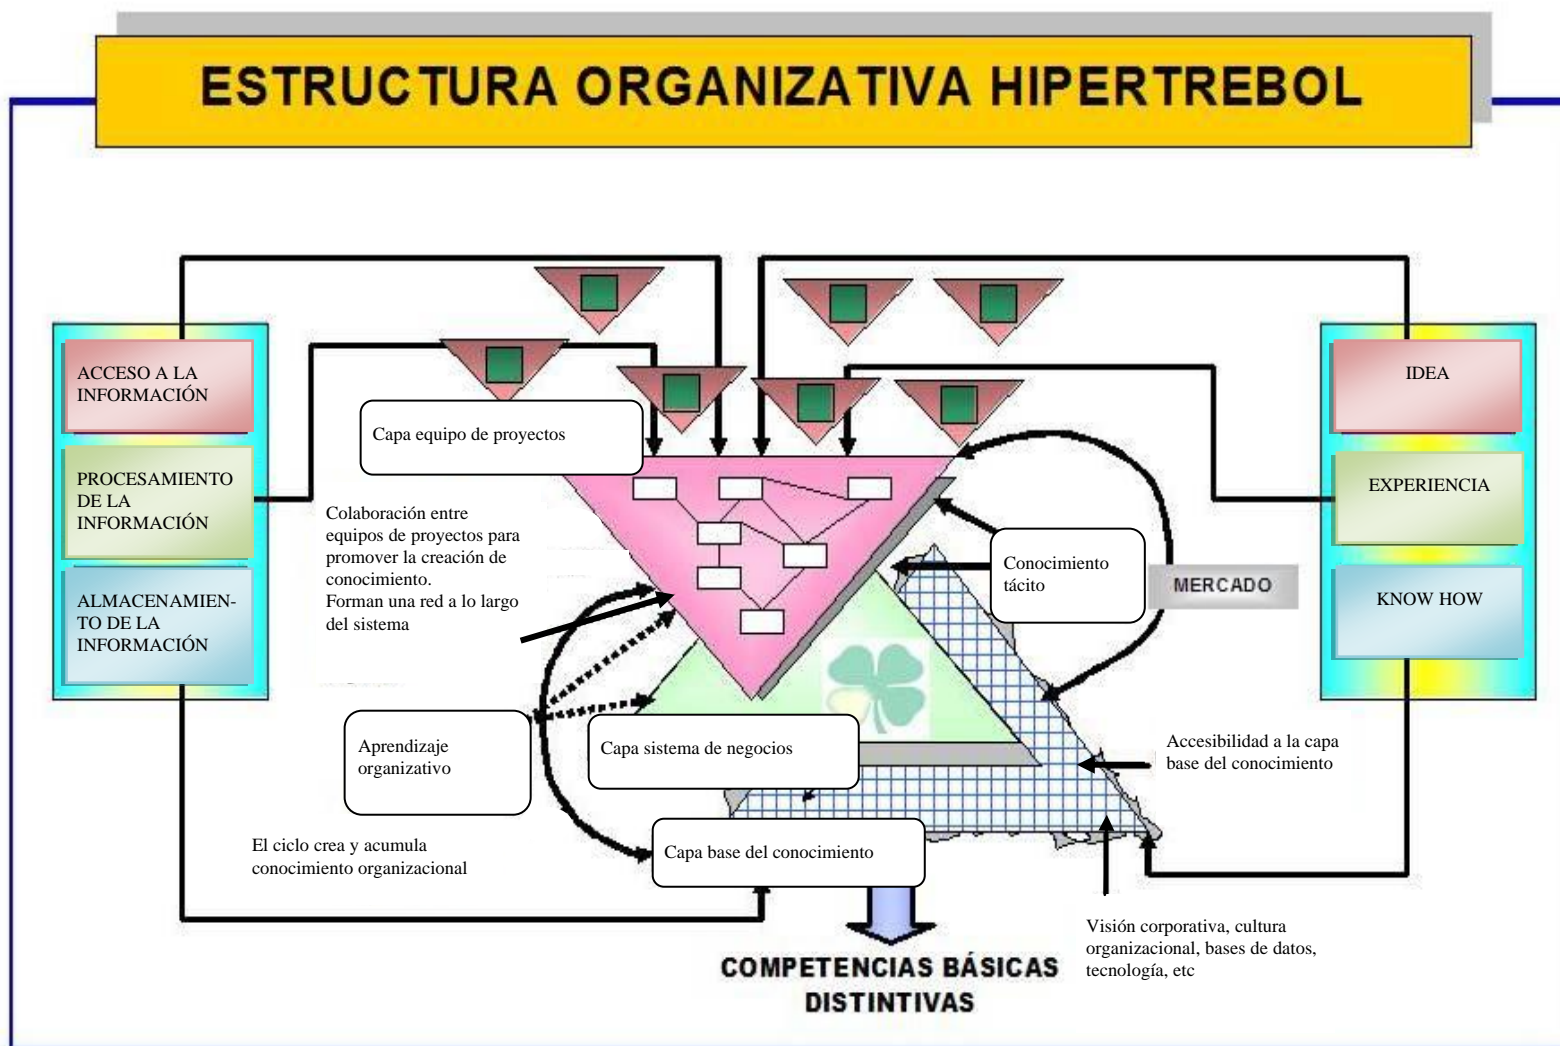 ESTRUCTURA ORGANIZATIVA HIPERTREBOL
ACCESO A LA
INFORMACIÓN
PROCESAMIENTO
DE LA
INFORMACIÓN
ALMACENAMIEN-
TO DE LA
INFORMACIÓN
Capa equipo de proyectos
Colaboración entre
equipos de proyectos para
promover la creación de
conocimiento.
Forman una red a lo largo
del sistema
Aprendizaje
organizativo
El ciclo crea y acumula
conocimiento organizacional
Capa sistema de negocios
Capa base del conocimiento
COMPETENCIAS BÁSICAS
DISTINTIVAS
Conocimiento
tácito
MERCADO
Accesibilidad a la capa
base del conocimiento
Visión corporativa, cultura
organizacional, bases de datos,
tecnología, etc
IDEA
EXPERIENCIA
KNOW HOW